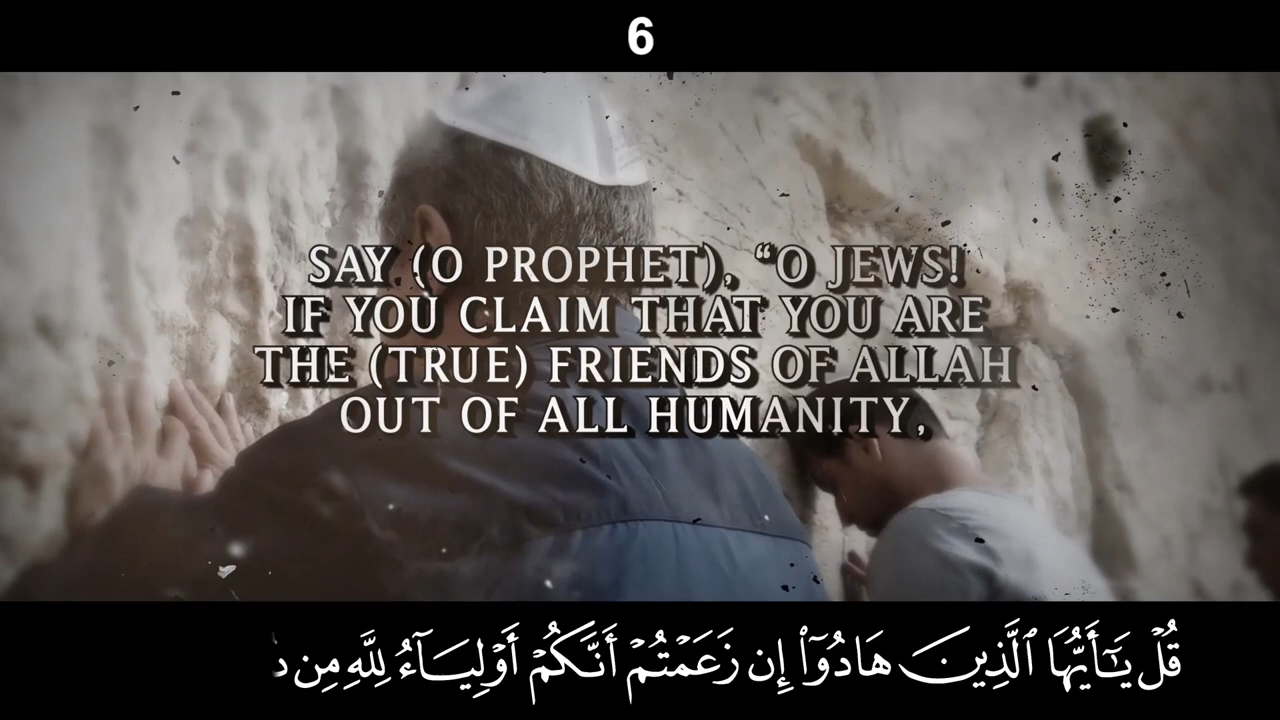 6
SAY (O PROPHET), “O JEWS!
IF YOU CLAIM THAT YOU ARE
THE (TRUE) FRIENDS OF ALLAH
OUT OF ALL HUMANITY,
قُلْ يَـٰٓأَيُّهَا ٱلَّذِينَ هَادُوٓا۟ إِن زَعَمْتُمْ أَنَّكُمْ أَوْلِيَآءُ لِلَّهِ مِن